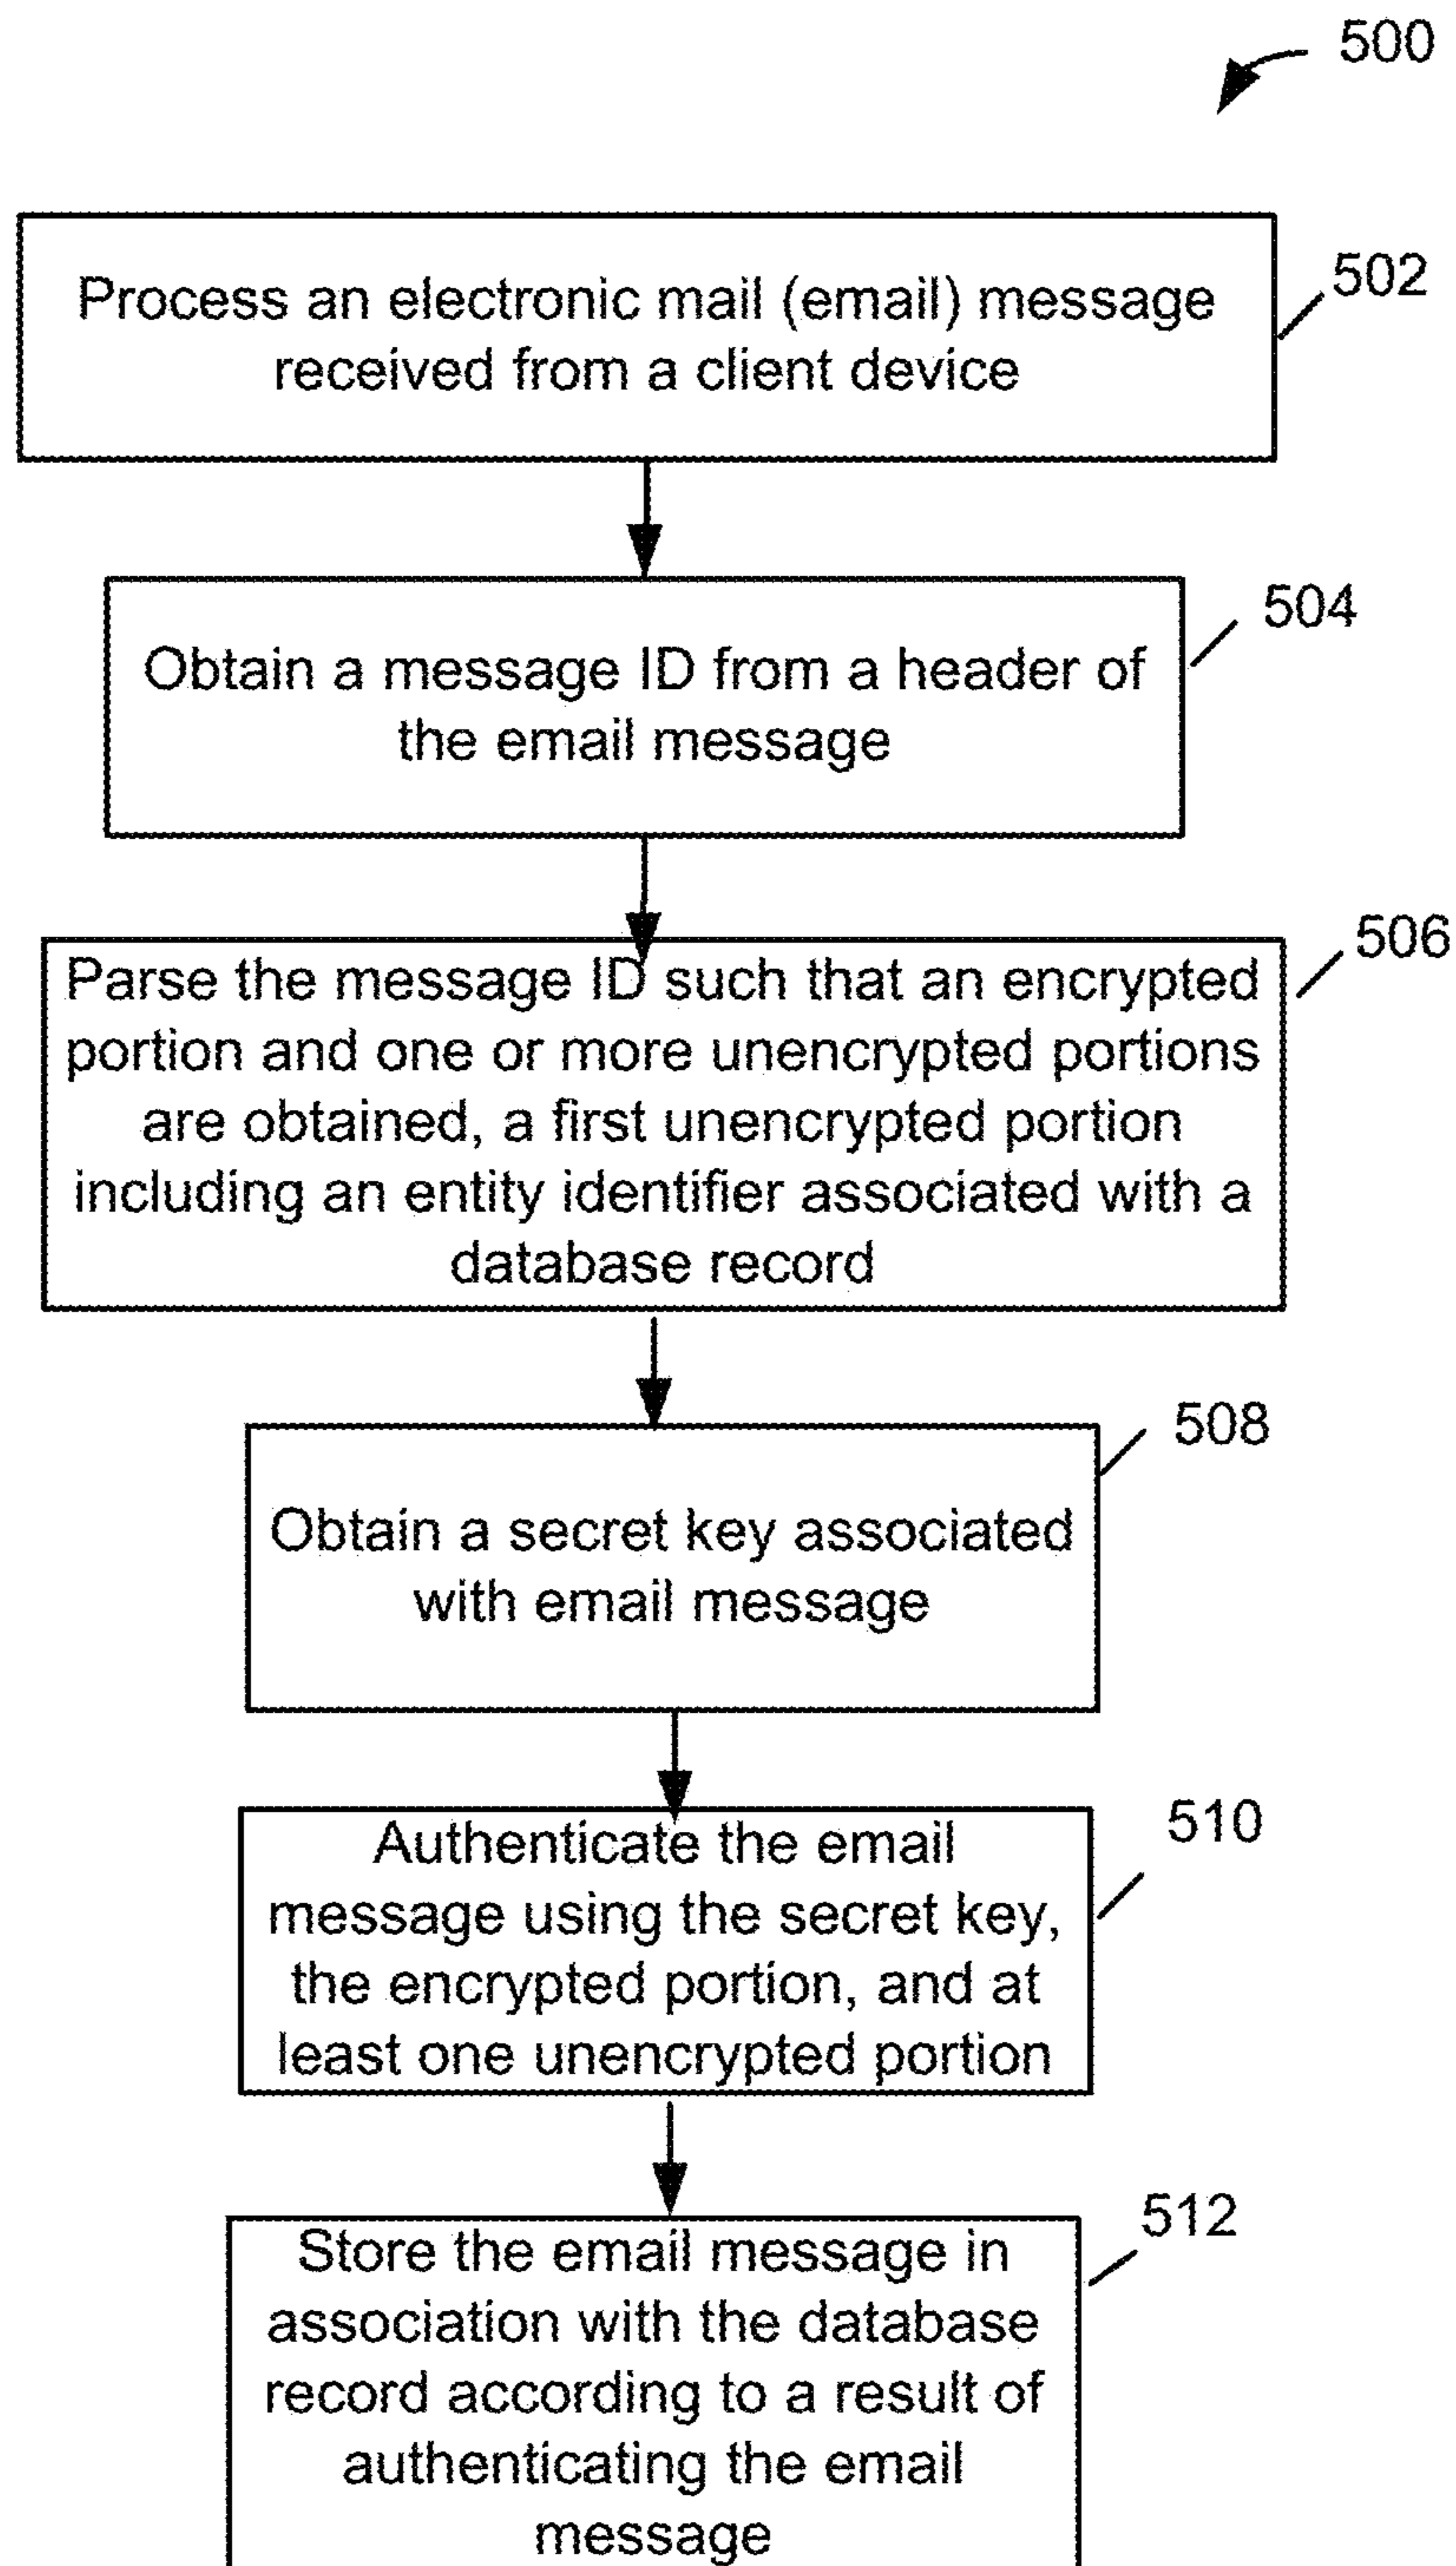 500
Process an electronic mail (email) message
received from a client device
502
Obtain a message ID from a header of
the email message
504
Parse the message ID such that an encrypted
portion and one or more unencrypted portions
are obtained, a first unencrypted portion
including an entity identifier associated with a
database record
506
Obtain a secret key associated
with email message
508
Authenticate the email
message using the secret key,
the encrypted portion, and at
least one unencrypted portion
510
Store the email message in
association with the database
record according to a result of
authenticating the email
message
512